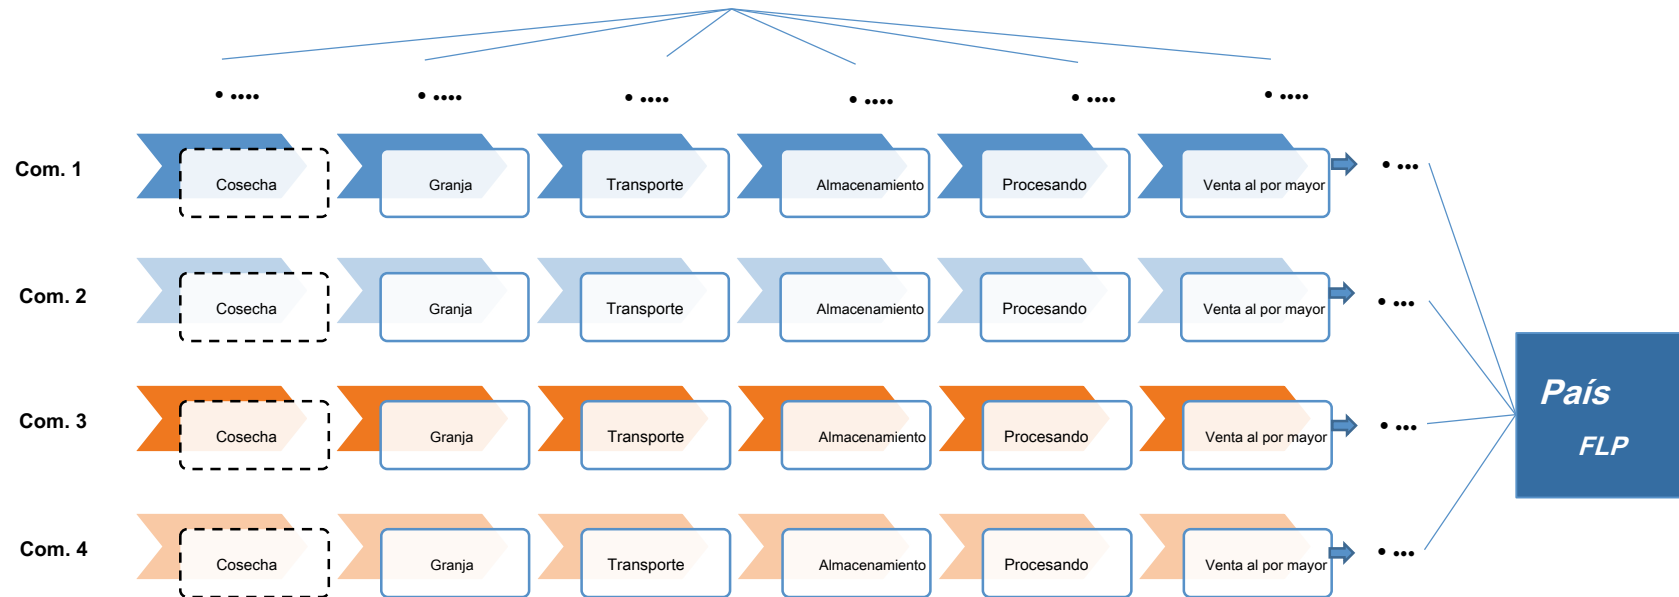 • .... • .... • .... • .... • .... • ....
Com. 1 Cosecha Granja Transporte Almacenamiento Procesando Venta al por mayor • ...
Com. 2 Cosecha Granja Transporte Almacenamiento Procesando Venta al por mayor • ...
País
FLP
Com. 3 Cosecha Granja Transporte Almacenamiento Procesando Venta al por mayor • ...
Com. 4 Cosecha Granja Transporte Almacenamiento Procesando Venta al por mayor • ...